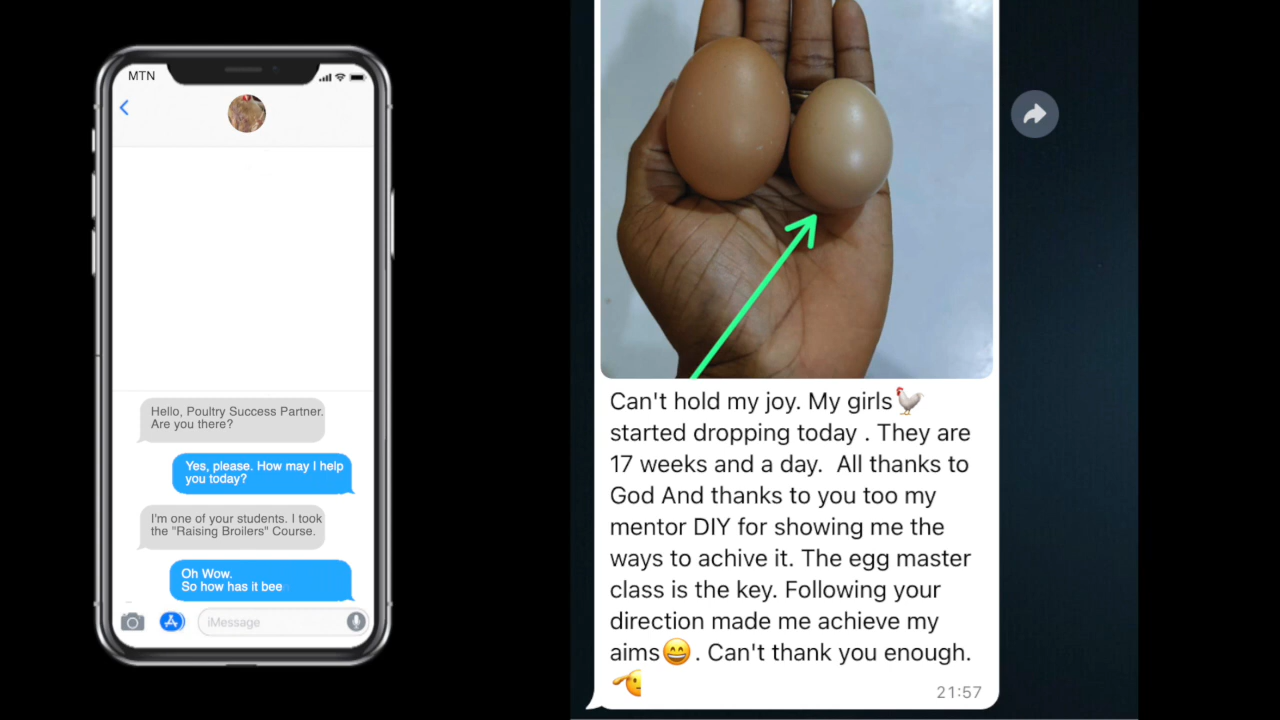 MTN
Hello, Poultry Success Partner.
Are you there?
Yes, please. How may I help
you today?
I'm one of your students. I took
the "Raising Broilers" Course.
Oh Wow.
So how has it bee
iMessage
Can't hold my joy. My girls🐓
started dropping today . They are
17 weeks and a day.  All thanks to
God And thanks to you too my
mentor DIY for showing me the
ways to achive it. The egg master
class is the key. Following your
direction made me achieve my
aims😄 . Can't thank you enough.
21:57